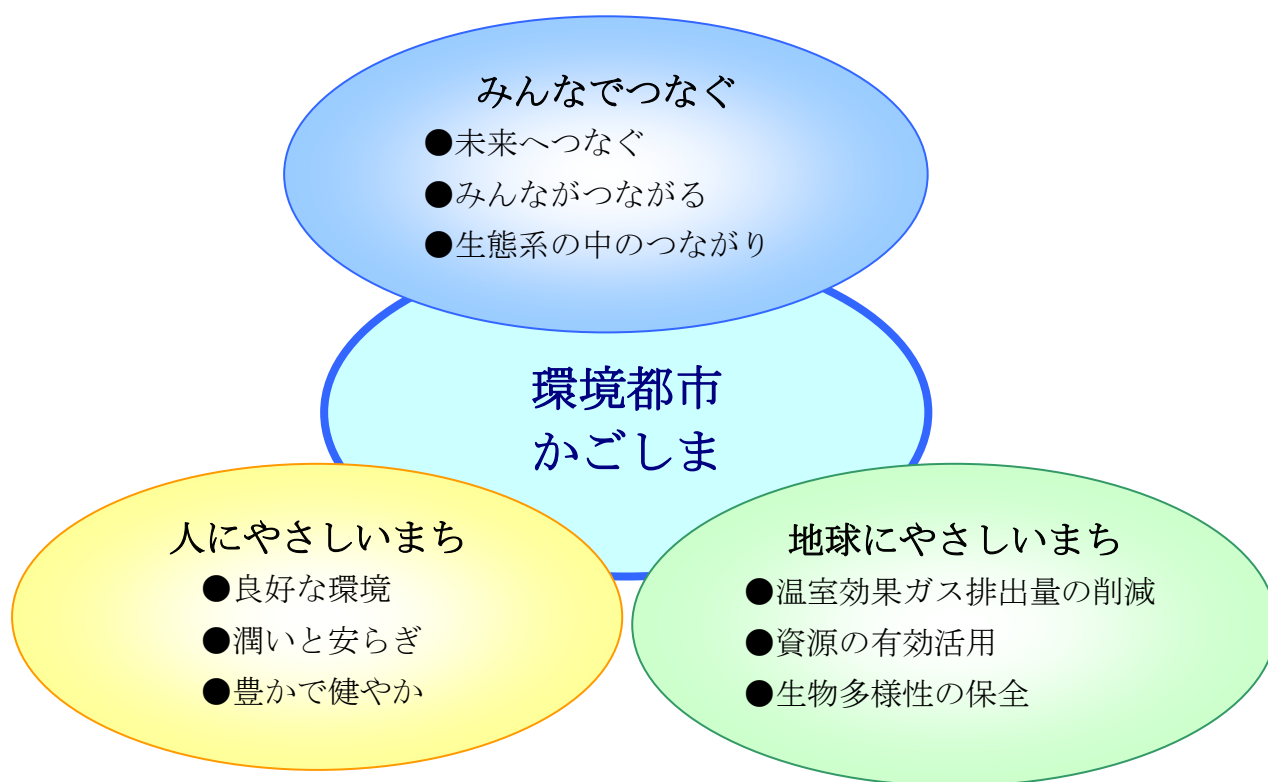 みんなでつなぐ
●未来へつなぐ
●みんながつながる
●生態系の中のつながり
環境都市
かごしま
人にやさしいまち
●良好な環境
●潤いと安らぎ
●豊かで健やか
地球にやさしいまち
●温室効果ガス排出量の削減
●資源の有効活用
●生物多様性の保全